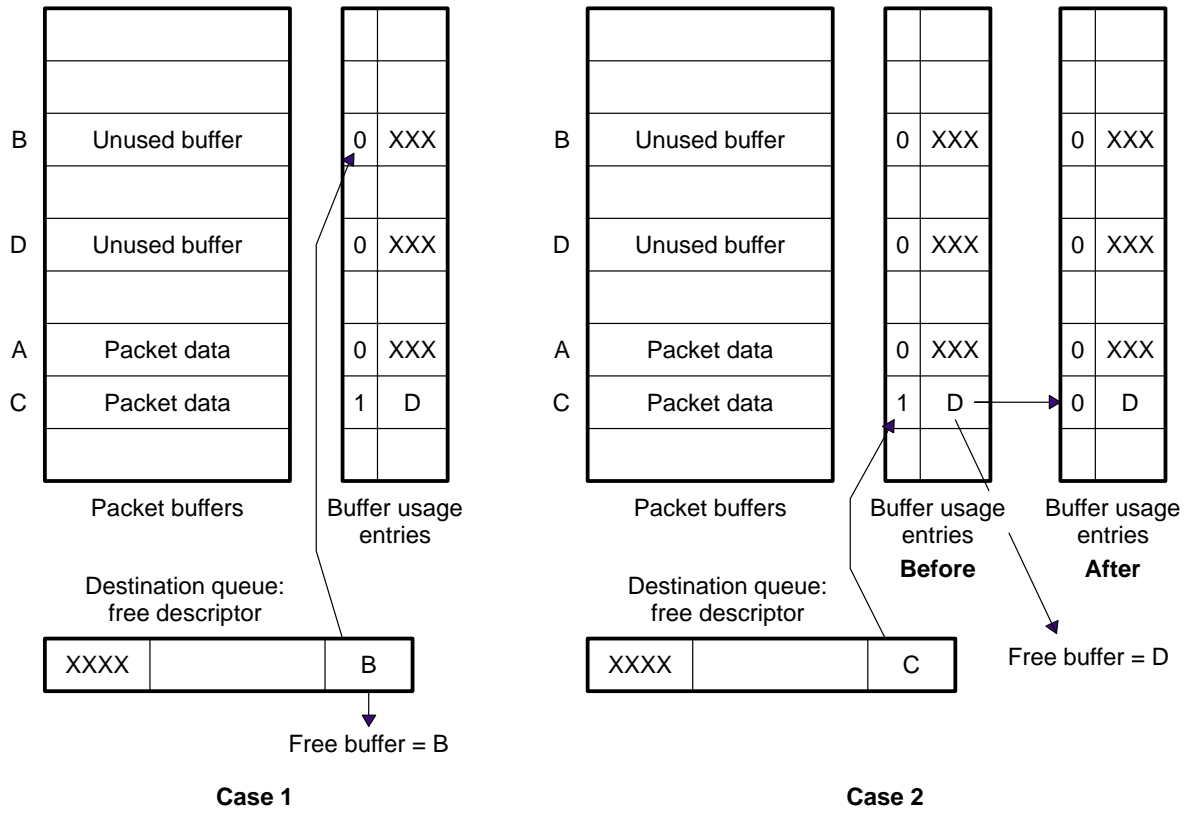 B Unused buffer 0 XXX
D Unused buffer 0 XXX
A Packet data 0 XXX
C Packet data 1 D
Packet buffers
Buffer usage
entries
Destination queue:
free descriptor
XXXX B
Free buffer = B
Case 1
B Unused buffer 0 XXX 0 XXX
D Unused buffer 0 XXX 0 XXX
A Packet data 0 XXX 0 XXX
C Packet data 1 D 0 D
Packet buffers
Buffer usage
entries
Before
Buffer usage
entries
After
Destination queue:
free descriptor
XXXX C
Free buffer = D
Case 2